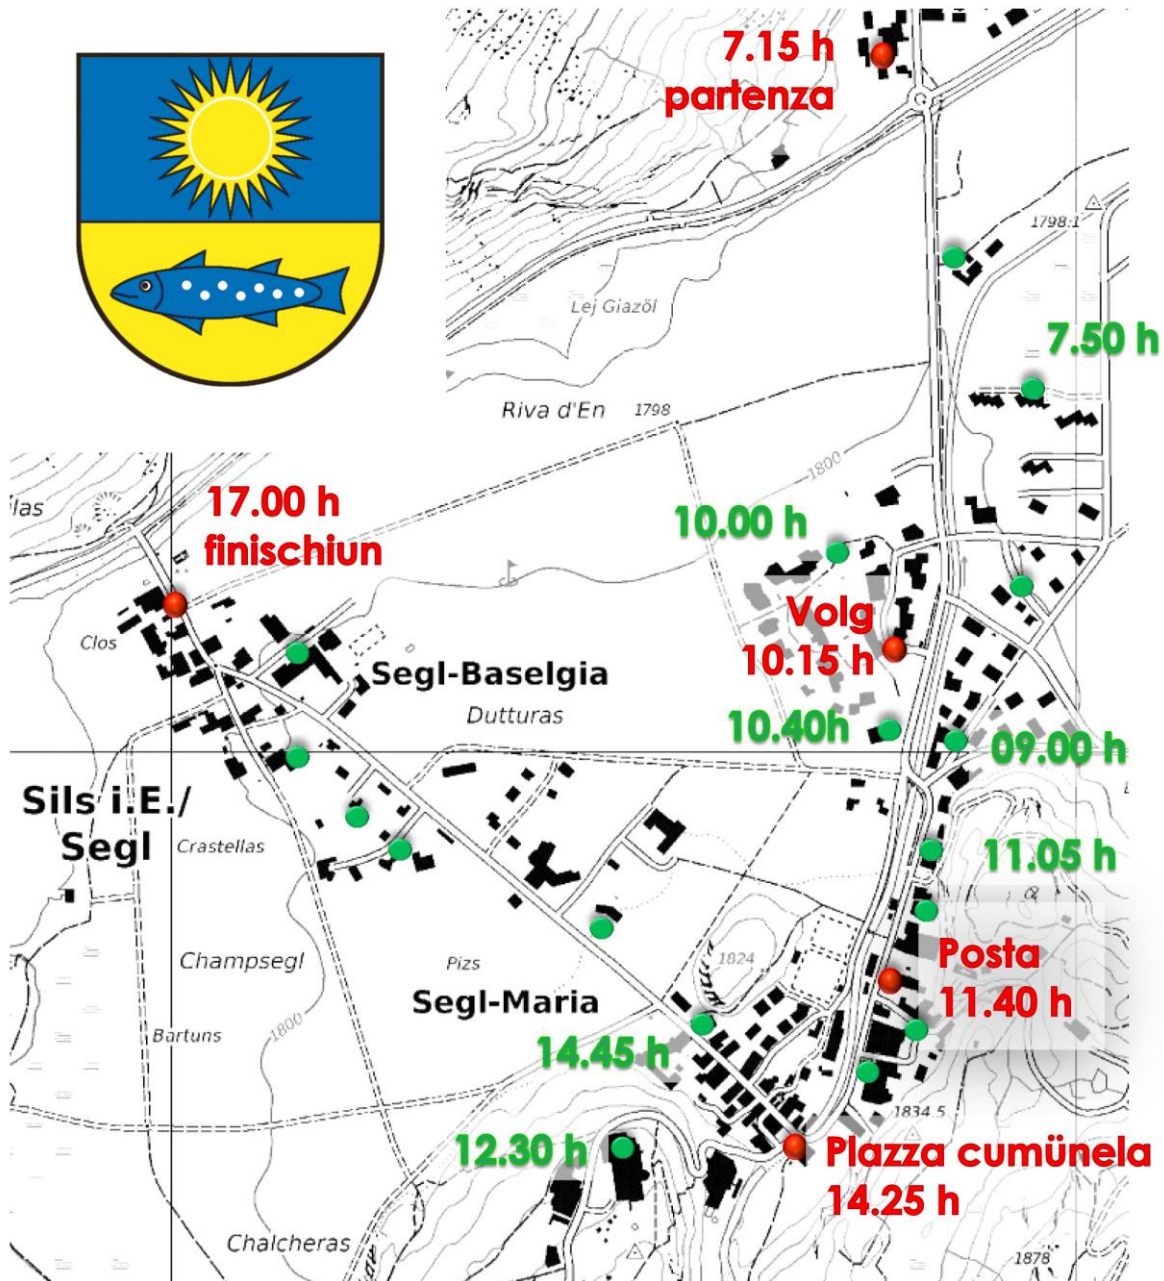 7.15 h
partenza
1798.1
Lej Giazöl
7.50 h
Riva d'En 1798
1800
las
17.00 h
finischiun
10.00 h
Volg
10.15 h
Clos
Segl-Baselgia
Dutturas
10.40h
09.00 h
Sils i.E./
Segl
Crastellas
11.05 h
Champsegl
Pizs
1824
Posta
11.40 h
Segl-Maria
1800
Bartuns
14.45 h
1834.5
12.30 h
Plazza cumünela
14.25 h
Chalcheras
1878